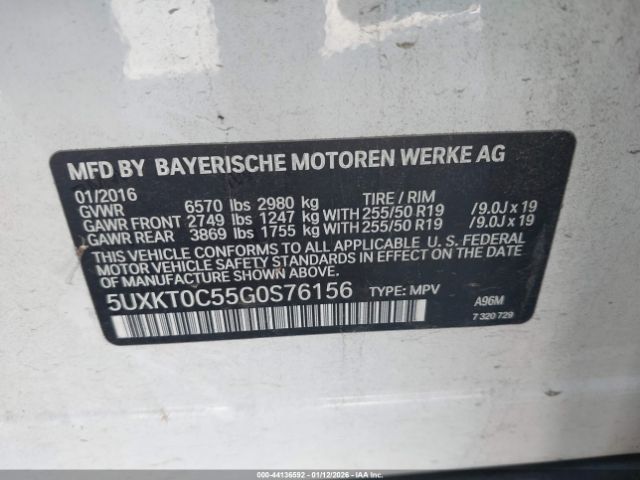 MFD BY BAYERISCHE MOTOREN WERKE AG
01/2016 TIRE / RIM
GVWR 6570 lbs 2980 kg
GAWR FRONT 2749 lbs 1247 kg WITH 255/50 R19 /9.0J x 19
GAWR REAR 3869 lbs 1755 kg WITH 255/50 R19 /9.0J x 19
THIS VEHICLE CONFORMS TO ALL APPLICABLE U. S. FEDERAL
MOTOR VEHICLE SAFETY STANDARDS IN EFFECT ON THE DATE OF
MANUFACTURE SHOWN ABOVE.
5UXKT0C55G0S76156 TYPE: MPV
A96M
7 320 729
000-44136592 - 01/12/2026 - IAAI.COM